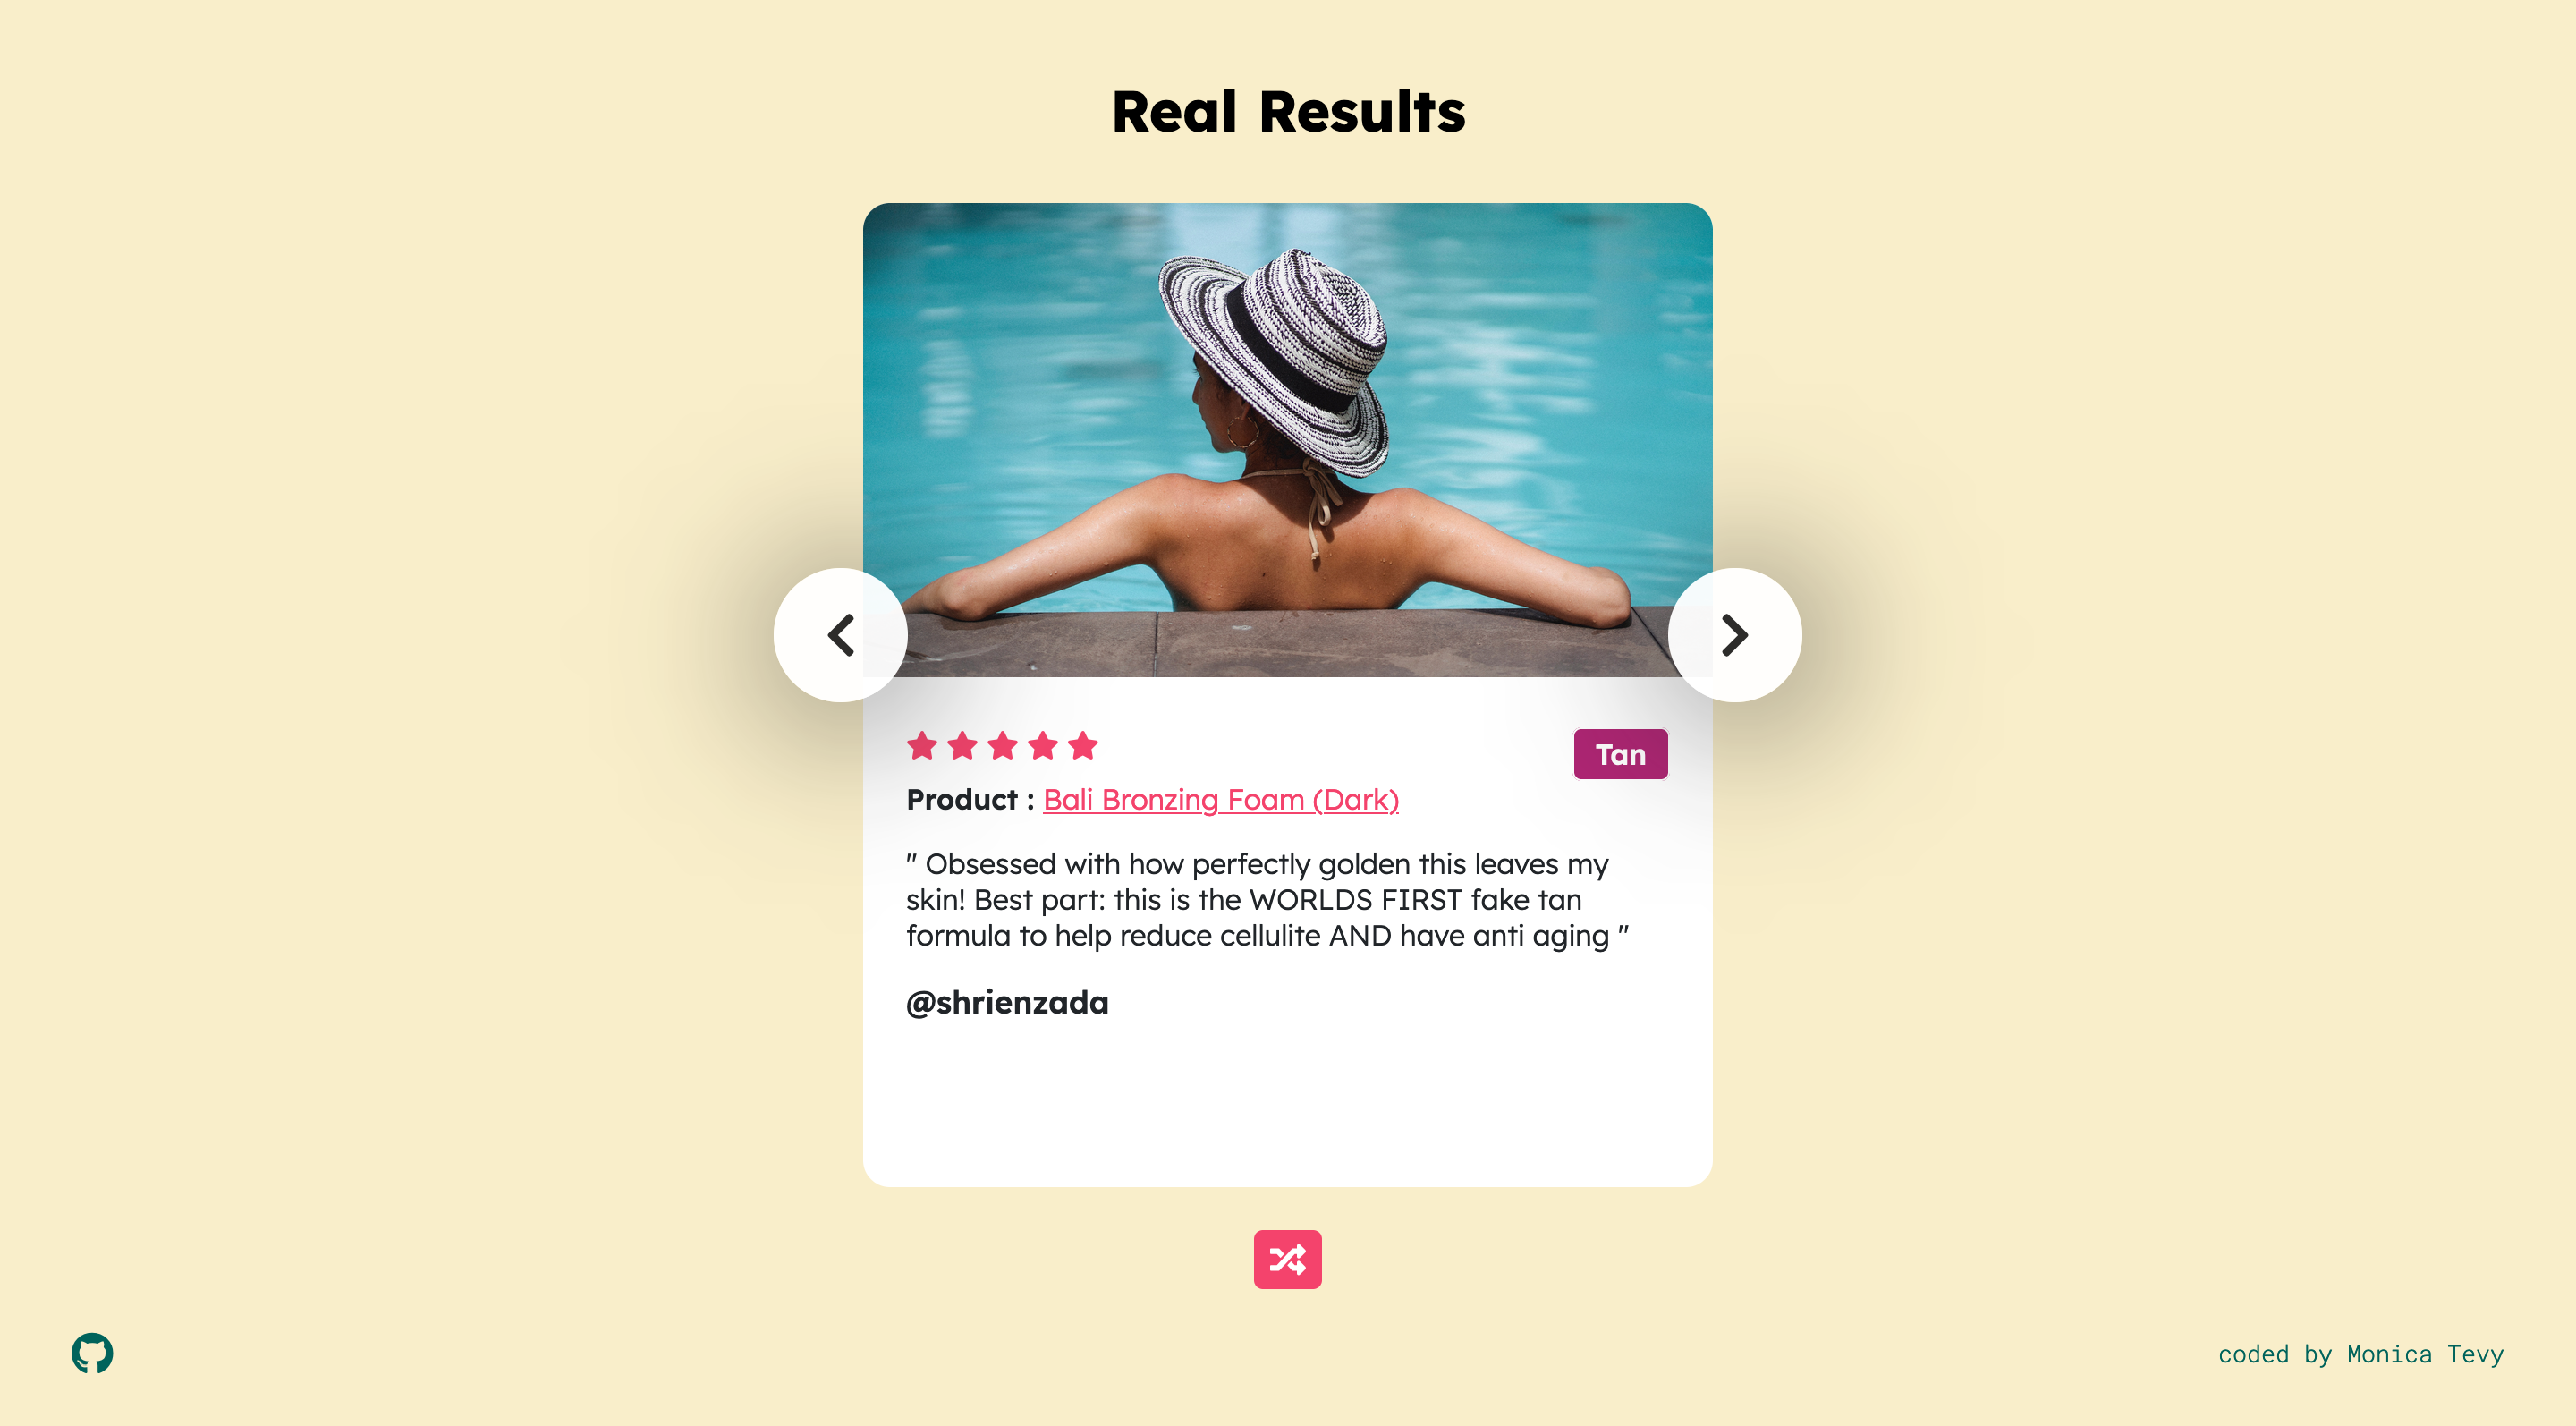 Real Results
Tan
Product : Bali Bronzing Foam (Dark)
" Obsessed with how perfectly golden this leaves my
skin! Best part: this is the WORLDS FIRST fake tan
formula to help reduce cellulite AND have anti aging "
@shrienzada
coded by Monica Tevy